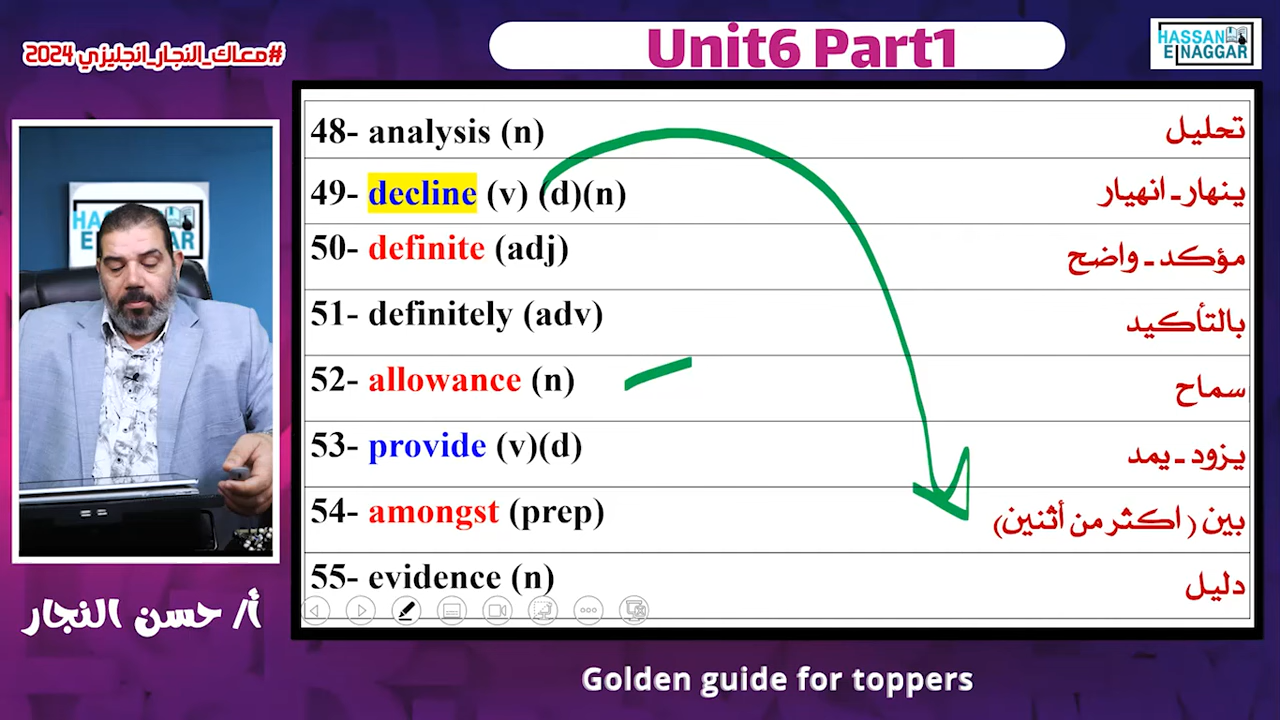 #معاك_النجار_انجليزي 2024
Unit6 Part1
HASSAN
ElNAGGAR
48- analysis (n) تحليل
49- decline (v) (d)(n) ينهار ـ انهيار
50- definite (adj) مؤكد ـ واضح
51- definitely (adv) بالتأكيد
52- allowance (n) سماح
53- provide (v)(d) يزود ـ يمد
54- amongst (prep) بين ( اكثر من أثنين)
55- evidence (n) دليل
أ/ حسن النجار
Golden guide for toppers